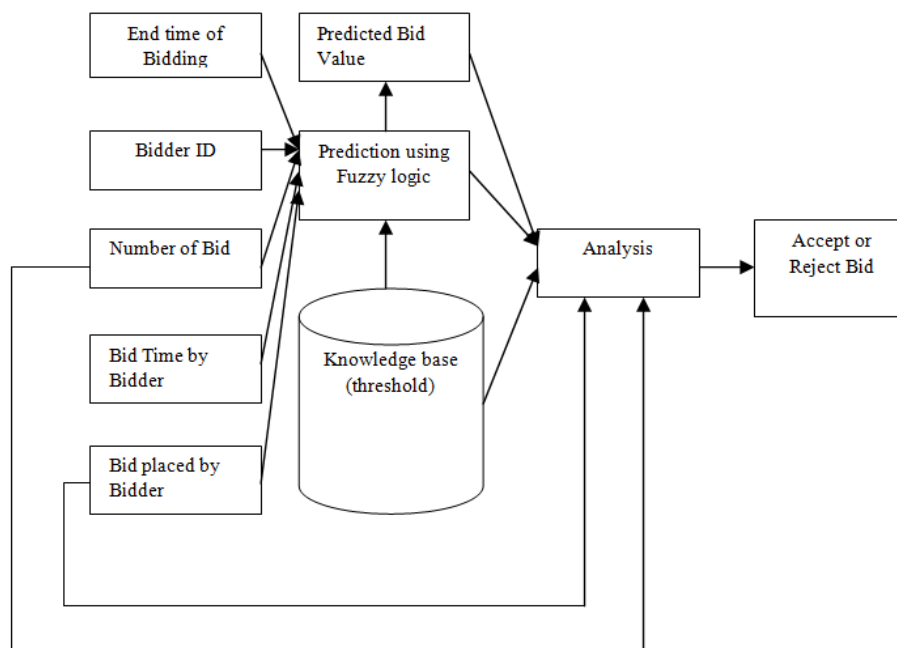 End time of
Bidding
Predicted Bid
Value
Bidder ID
Prediction using
Fuzzy logic
Number of Bid
Analysis
Accept or
Reject Bid
Bid Time by
Bidder
Knowledge base
(threshold)
Bid placed by
Bidder